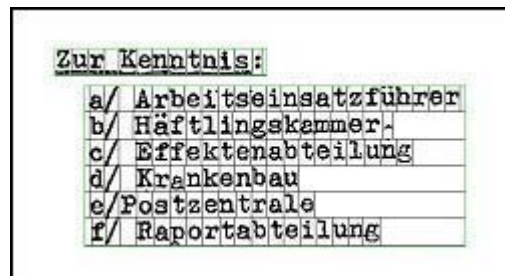 Zur Kenntnis:
a/ Arbeitseinsatzführer
b/ Häftlingskammer.
c/ Effektenabteilung
d/ Krankenbau
e/Postzentrale
f/ Raportabteilung